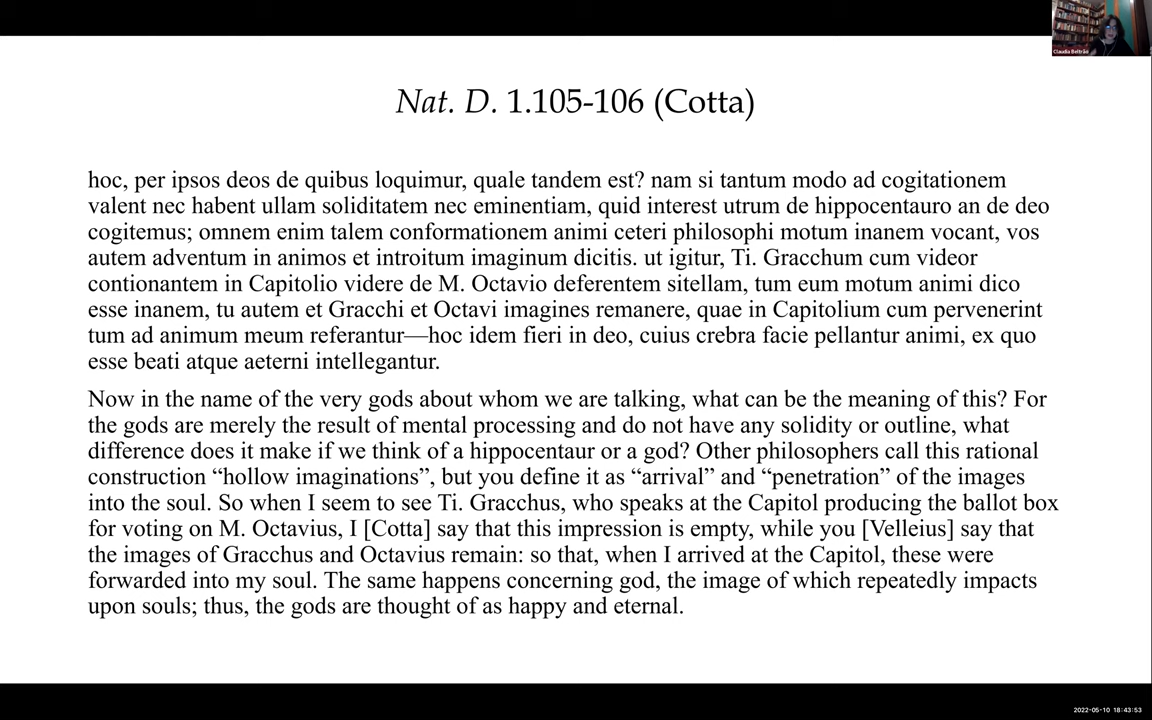 Claudia Beltrão
Nat. D. 1.105-106 (Cotta)
hoc, per ipsos deos de quibus loquimur, quale tandem est? nam si tantum modo ad cogitationem
valent nec habent ullam soliditatem nec eminentiam, quid interest utrum de hippocentauro an de deo
cogitemus; omnem enim talem conformationem animi ceteri philosophi motum inanem vocant, vos
autem adventum in animos et introitum imaginum dicitis. ut igitur, Ti. Gracchum cum videor
contionantem in Capitolio videre de M. Octavio deferentem sitellam, tum eum motum animi dico
esse inanem, tu autem et Gracchi et Octavi imagines remanere, quae in Capitolium cum pervenerint
tum ad animum meum referantur—hoc idem fieri in deo, cuius crebra facie pellantur animi, ex quo
esse beati atque aeterni intellegantur.
Now in the name of the very gods about whom we are talking, what can be the meaning of this? For
the gods are merely the result of mental processing and do not have any solidity or outline, what
difference does it make if we think of a hippocentaur or a god? Other philosophers call this rational
construction “hollow imaginations”, but you define it as “arrival” and “penetration” of the images
into the soul. So when I seem to see Ti. Gracchus, who speaks at the Capitol producing the ballot box
for voting on M. Octavius, I [Cotta] say that this impression is empty, while you [Velleius] say that
the images of Gracchus and Octavius remain: so that, when I arrived at the Capitol, these were
forwarded into my soul. The same happens concerning god, the image of which repeatedly impacts
upon souls; thus, the gods are thought of as happy and eternal.
2022-05-10 18:43:53